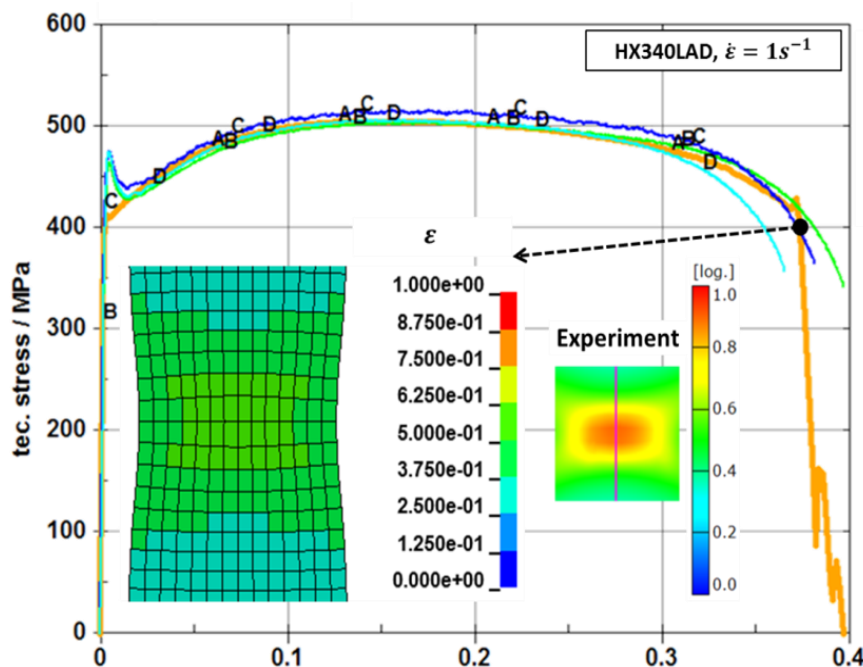 600
500
400
300
200
100
0
tec. stress / MPa
HX340LAD, ε̇ = 1s⁻¹
C
B
D
A
C
B
D
A
C
B
D
A
B
C
D
A
B
C
D
ε
1.000e+00
8.750e-01
7.500e-01
6.250e-01
5.000e-01
3.750e-01
2.500e-01
1.250e-01
0.000e+00
Experiment
[log.]
1.0
0.8
0.6
0.4
0.2
0.0
0
0.1
0.2
0.3
0.4